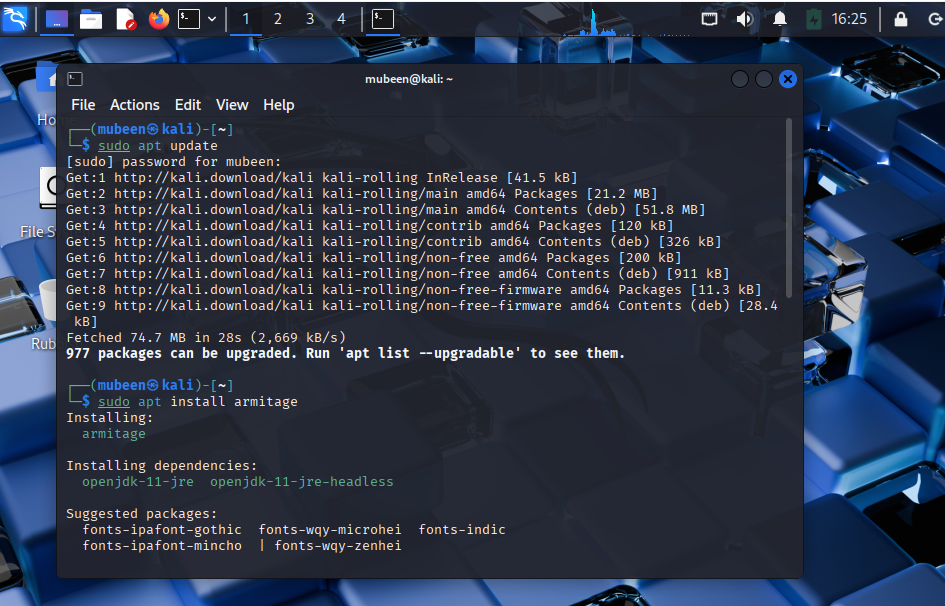 1 2 3 4 16:25
mubeen@kali: ~
File Actions Edit View Help
Ho
File S
Rub
┌──(mubeen㉿kali)-[~]
└─$ sudo apt update
[sudo] password for mubeen:
Get:1 http://kali.download/kali kali-rolling InRelease [41.5 kB]
Get:2 http://kali.download/kali kali-rolling/main amd64 Packages [21.2 MB]
Get:3 http://kali.download/kali kali-rolling/main amd64 Contents (deb) [51.8 MB]
Get:4 http://kali.download/kali kali-rolling/contrib amd64 Packages [120 kB]
Get:5 http://kali.download/kali kali-rolling/contrib amd64 Contents (deb) [326 kB]
Get:6 http://kali.download/kali kali-rolling/non-free amd64 Packages [200 kB]
Get:7 http://kali.download/kali kali-rolling/non-free amd64 Contents (deb) [911 kB]
Get:8 http://kali.download/kali kali-rolling/non-free-firmware amd64 Packages [11.3 kB]
Get:9 http://kali.download/kali kali-rolling/non-free-firmware amd64 Contents (deb) [28.4
kB]
Fetched 74.7 MB in 28s (2,669 kB/s)
977 packages can be upgraded. Run 'apt list --upgradable' to see them.
┌──(mubeen㉿kali)-[~]
└─$ sudo apt install armitage
Installing:
armitage
Installing dependencies:
openjdk-11-jre openjdk-11-jre-headless
Suggested packages:
fonts-ipafont-gothic fonts-wqy-microhei fonts-indic
fonts-ipafont-mincho | fonts-wqy-zenhei